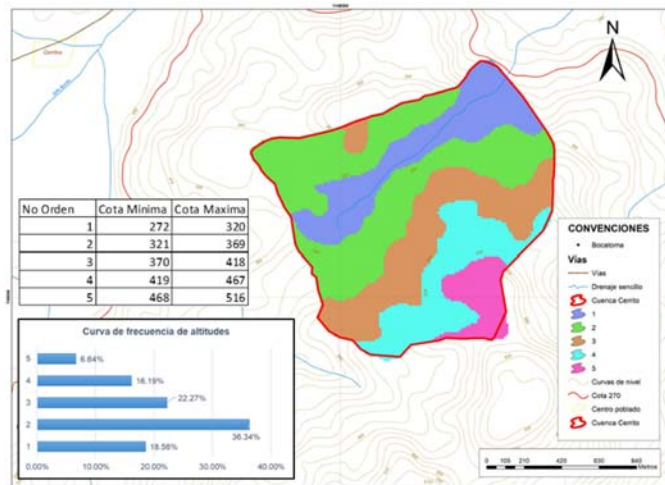 Cerrito
N
No Orden Cota Minima Cota Maxima
1 272 320
2 321 369
3 370 418
4 419 467
5 468 516
Curva de frecuencia de altitudes
5 6.64%
4 16.19%
3 22.27%
2 36.34%
1 18.56%
0.00% 10.00% 20.00% 30.00% 40.00%
CONVENCIONES
Bocatoma
Vías
Vias
Drenaje sencillo
Cuenca Cerrito
1
2
3
4
5
Curvas de nivel
Cota 270
Centro poblado
Cuenca Cerrito
0 105 210 420 630 840
Metros